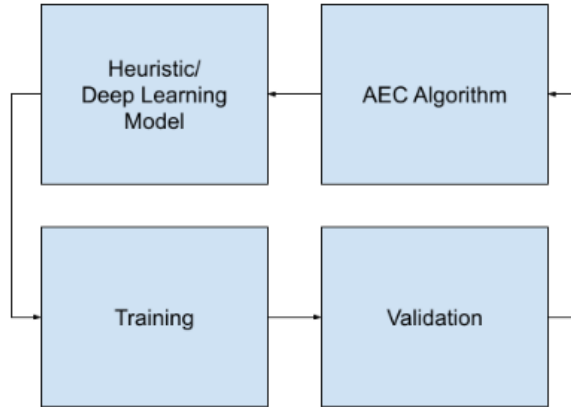 Heuristic/
Deep Learning
Model
AEC Algorithm
Training
Validation